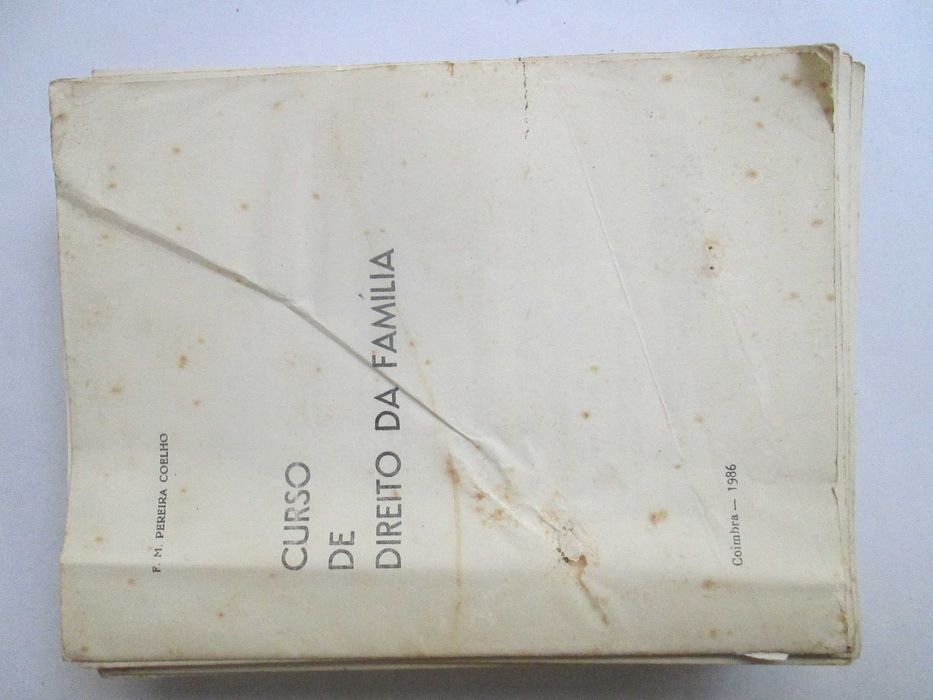 F. M. PEREIRA COELHO
CURSO
DE
DIREITO DA FAMÍLIA
Coimbra — 1986